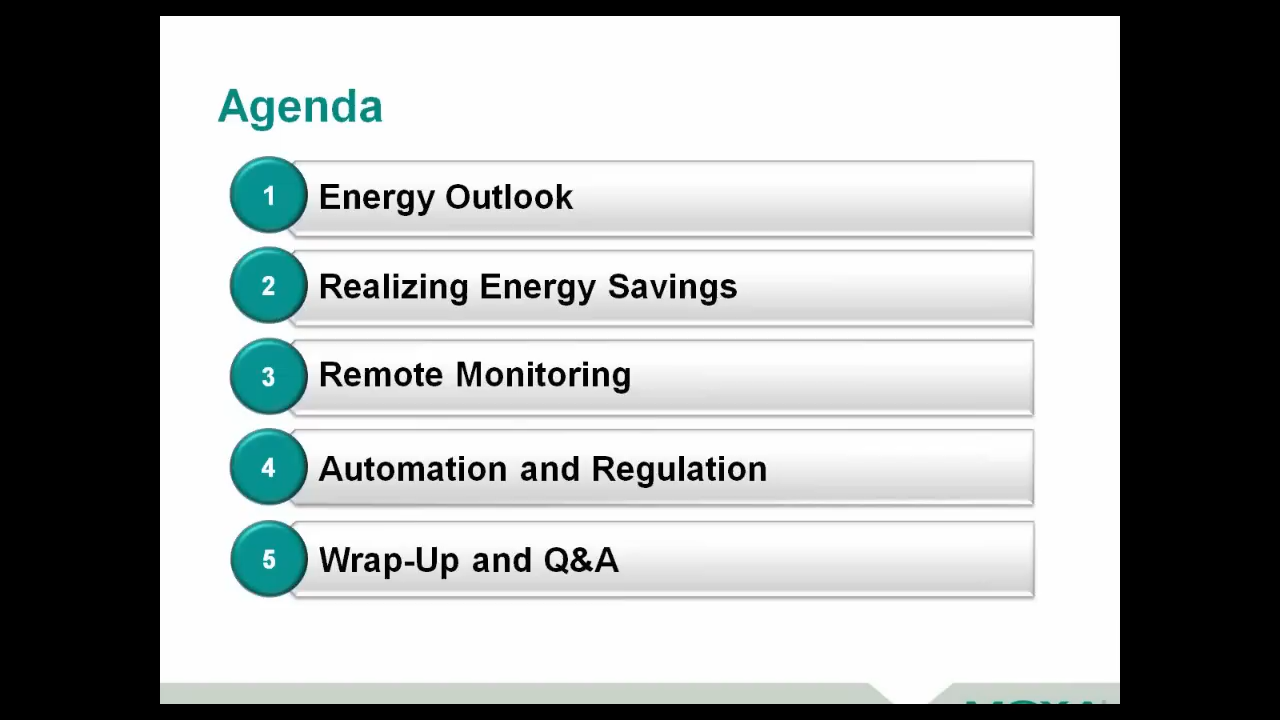 Agenda
1 Energy Outlook
2 Realizing Energy Savings
3 Remote Monitoring
4 Automation and Regulation
5 Wrap-Up and Q&A